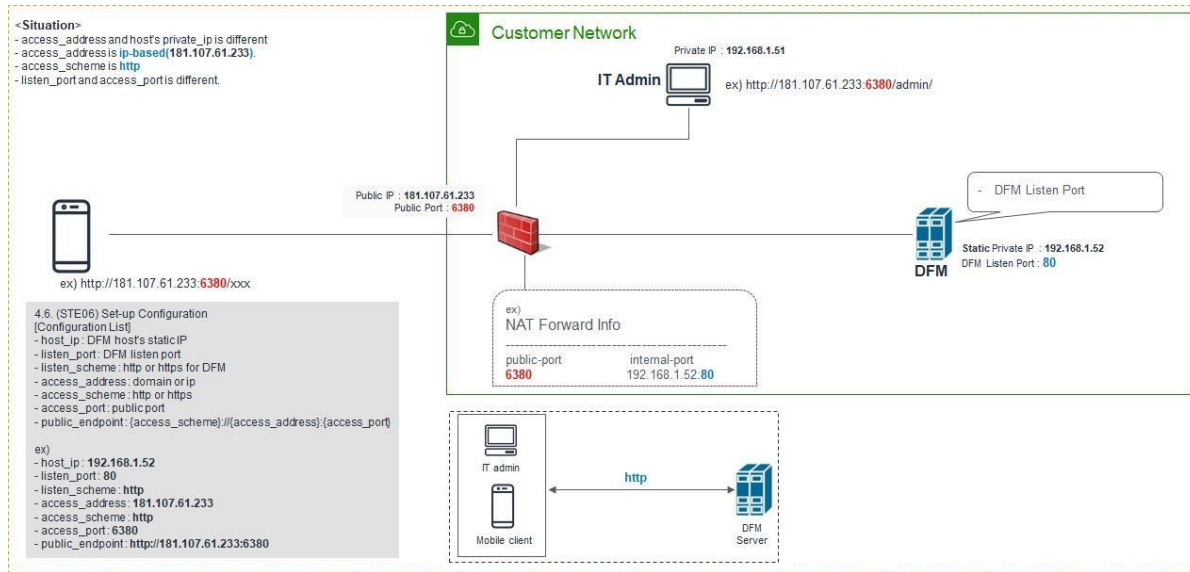 <Situation>
- access_address and host's private_ip is different
- access_address is ip-based(181.107.61.233).
- access_scheme is http
- listen_port and access_port is different.
Customer Network
Private IP : 192.168.1.51
IT Admin
ex) http://181.107.61.233:6380/admin/
Public IP : 181.107.61.233
Public Port : 6380
- DFM Listen Port
DFM
Static Private IP : 192.168.1.52
DFM Listen Port : 80
ex) http://181.107.61.233:6380/xxx
ex)
NAT Forward Info
public-port internal-port
6380 192.168.1.52:80
4.6. (STE06) Set-up Configuration
[Configuration List]
- host_ip : DFM host's static IP
- listen_port: DFM listen port
- listen_scheme: http or https for DFM
- access_address: domain or ip
- access_scheme: http or https
- access_port: public port
- public_endpoint: {access_scheme}://{access_address}:{access_port}
ex)
- host_ip : 192.168.1.52
- listen_port: 80
- listen_scheme: http
- access_address: 181.107.61.233
- access_scheme: http
- access_port: 6380
- public_endpoint: http://181.107.61.233:6380
IT admin
http
Mobile client
DFM
Server